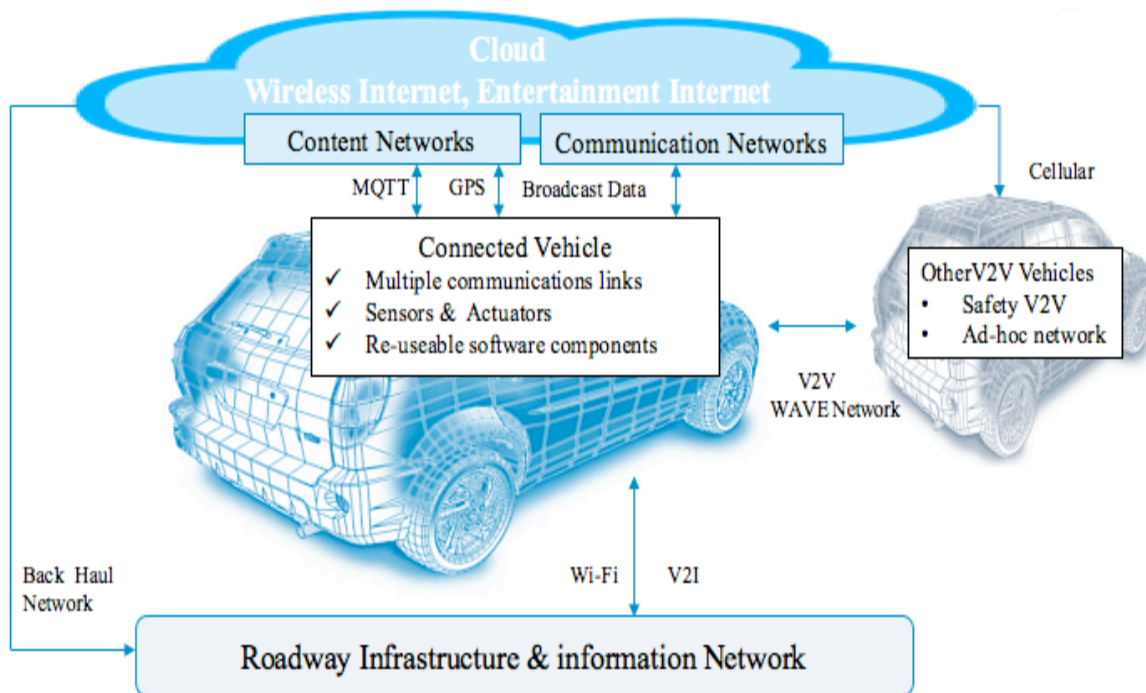 Cloud
Wireless Internet, Entertainment Internet
Content Networks
Communication Networks
MQTT
GPS
Broadcast Data
Cellular
Connected Vehicle
✓ Multiple communications links
✓ Sensors & Actuators
✓ Re-useable software components
OtherV2V Vehicles
• Safety V2V
• Ad-hoc network
V2V
WAVE Network
Back Haul
Network
Wi-Fi
V2I
Roadway Infrastructure & information Network